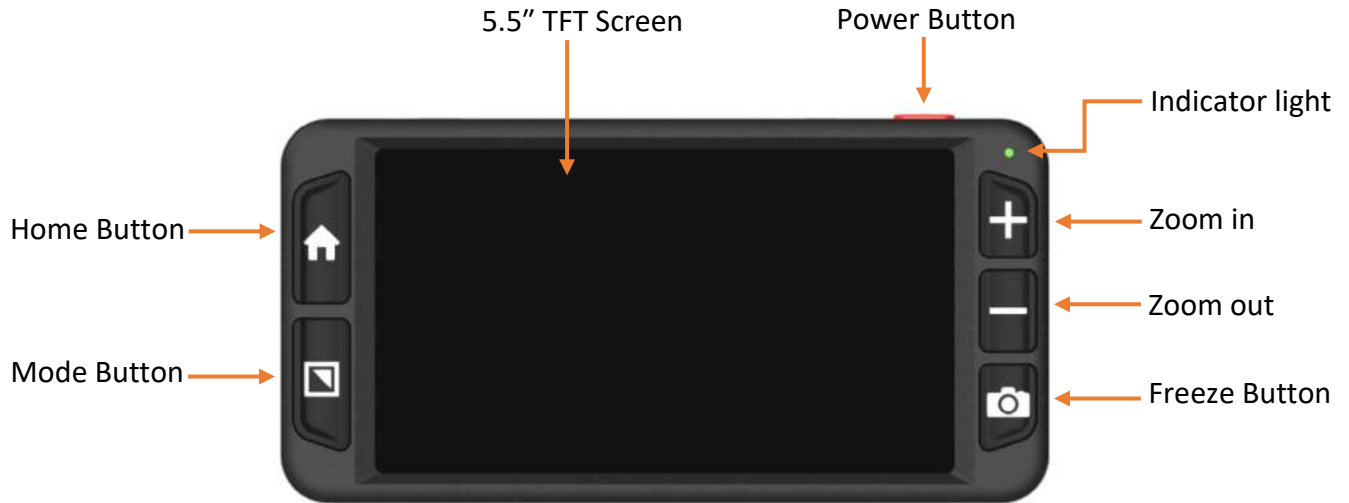 5.5” TFT Screen
Power Button
Indicator light
Home Button
Zoom in
Zoom out
Mode Button
Freeze Button